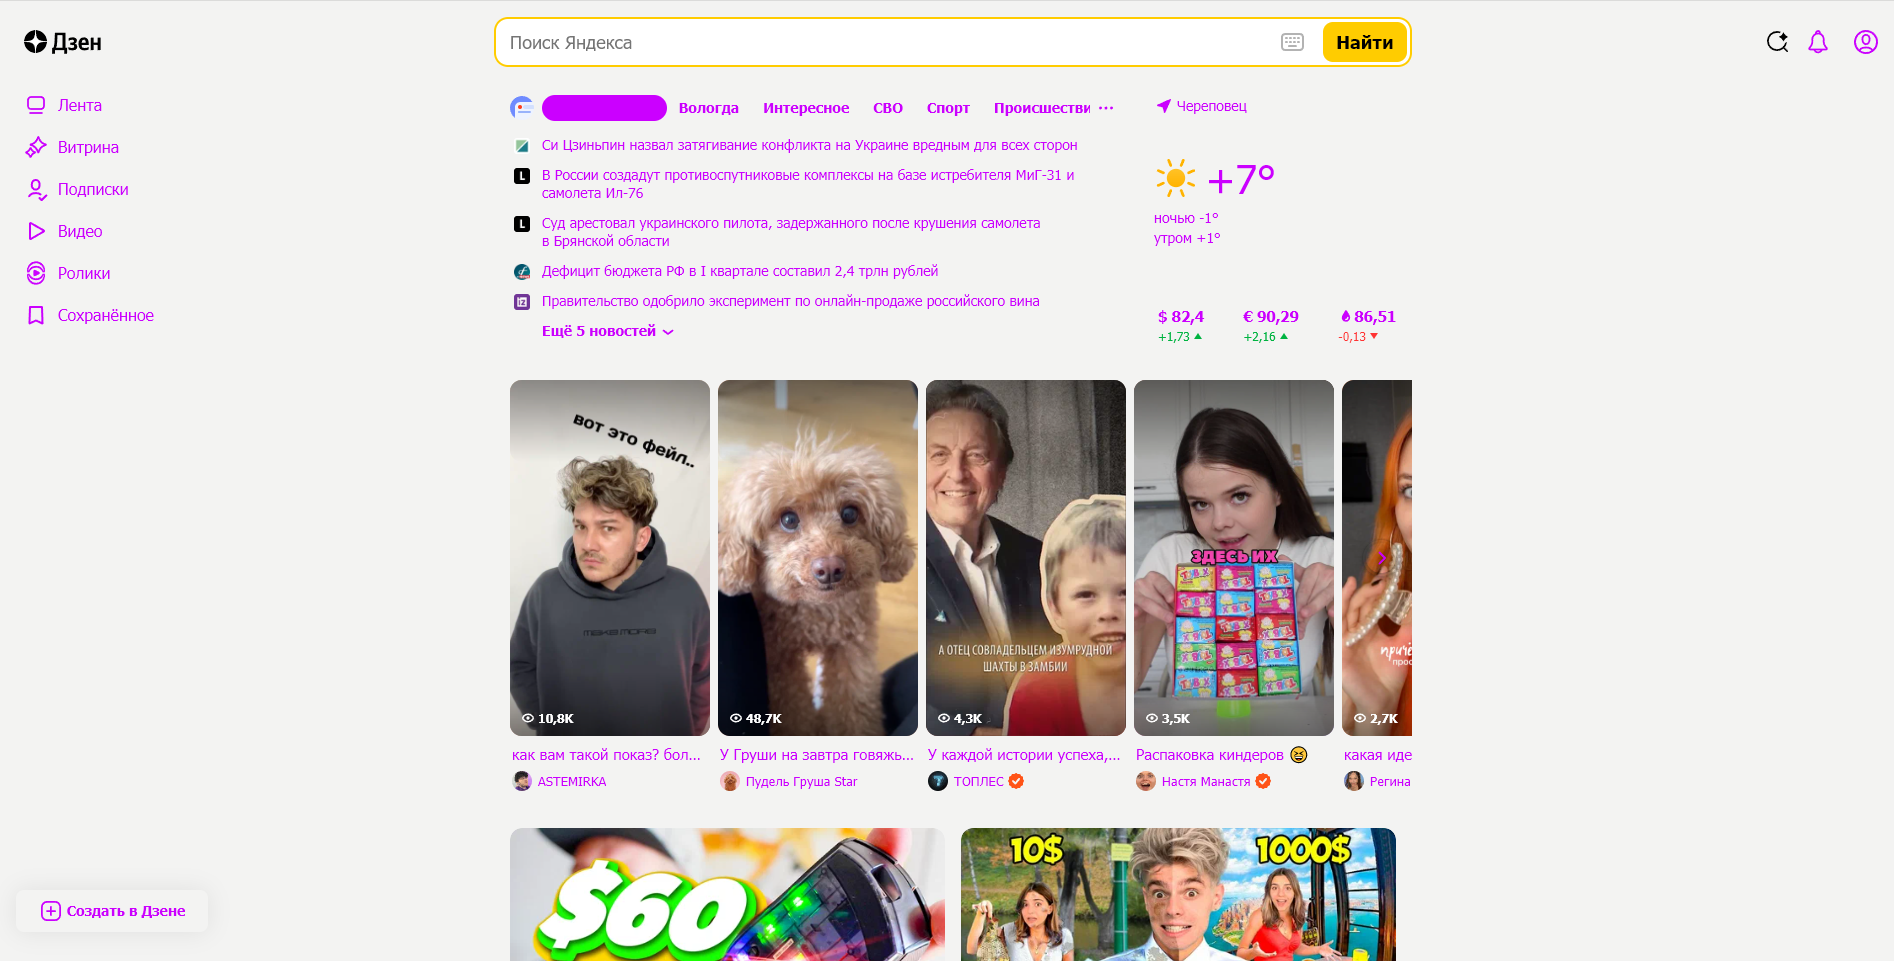 Дзен
Поиск Яндекса
Найти
Лента
Витрина
Подписки
Видео
Ролики
Сохранённое
Вологда Интересное СВО Спорт Происшестви ...
Си Цзиньпин назвал затягивание конфликта на Украине вредным для всех сторон
В России создадут противоспутниковые комплексы на базе истребителя МиГ-31 и
самолета Ил-76
Суд арестовал украинского пилота, задержанного после крушения самолета
в Брянской области
Дефицит бюджета РФ в I квартале составил 2,4 трлн рублей
Правительство одобрило эксперимент по онлайн-продаже российского вина
Ещё 5 новостей
Череповец
+7°
ночью -1°
утром +1°
$ 82,4
+1,73
€ 90,29
+2,16
86,51
-0,13
вот это фейл..
10,8K
как вам такой показ? бол...
ASTEMIRKA
48,7K
У Груши на завтра говяжь...
Пудель Груша Star
А ОТЕЦ СОВЛАДЕЛЬЦЕМ ИЗУМРУДНОЙ
ШАХТЫ В ЗАМБИИ
4,3K
У каждой истории успеха,...
ТОПЛЕС
ЗДЕСЬ ИХ
3,5K
Распаковка киндеров
Настя Манастя
причё
прос
2,7K
какая иде
Регина
$60
10$
1000$
Создать в Дзене